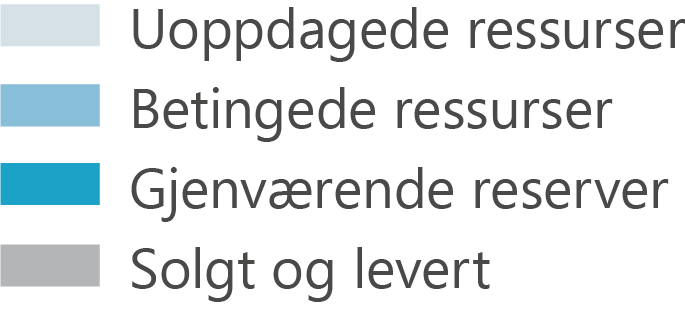 Uoppdagede ressurser
Betingede ressurser
Gjenværende reserver
Solgt og levert